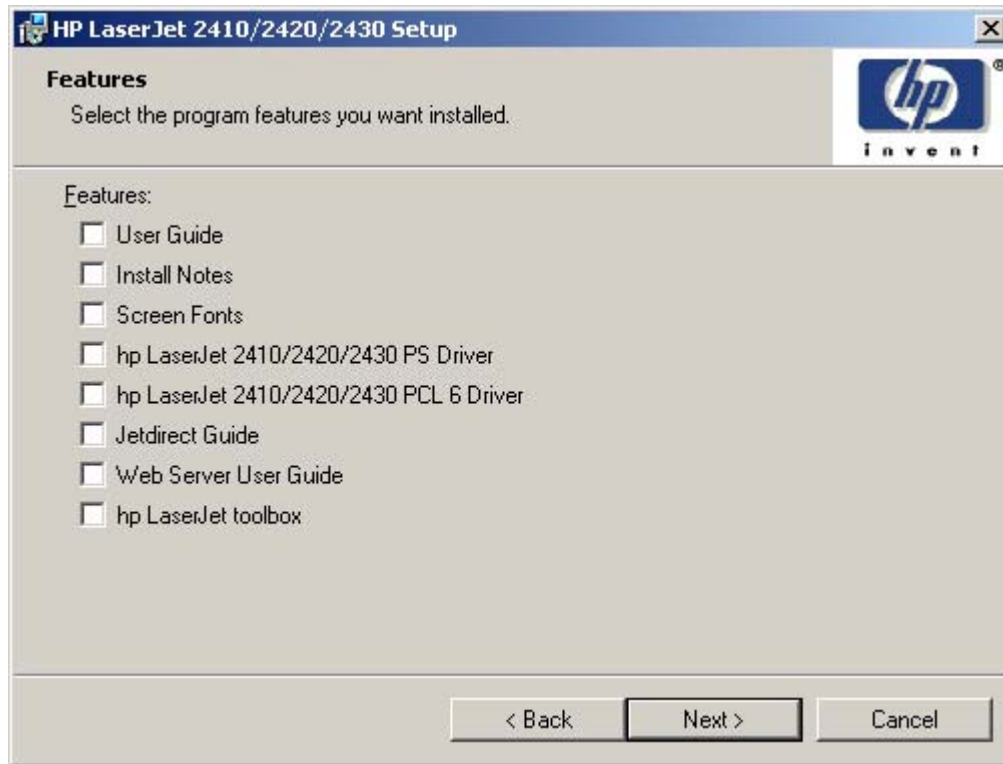 HP LaserJet 2410/2420/2430 Setup
Features
Select the program features you want installed.
hp
®
invent
Features:
User Guide
Install Notes
Screen Fonts
hp LaserJet 2410/2420/2430 PS Driver
hp LaserJet 2410/2420/2430 PCL 6 Driver
Jetdirect Guide
Web Server User Guide
hp LaserJet toolbox
< Back
Next >
Cancel